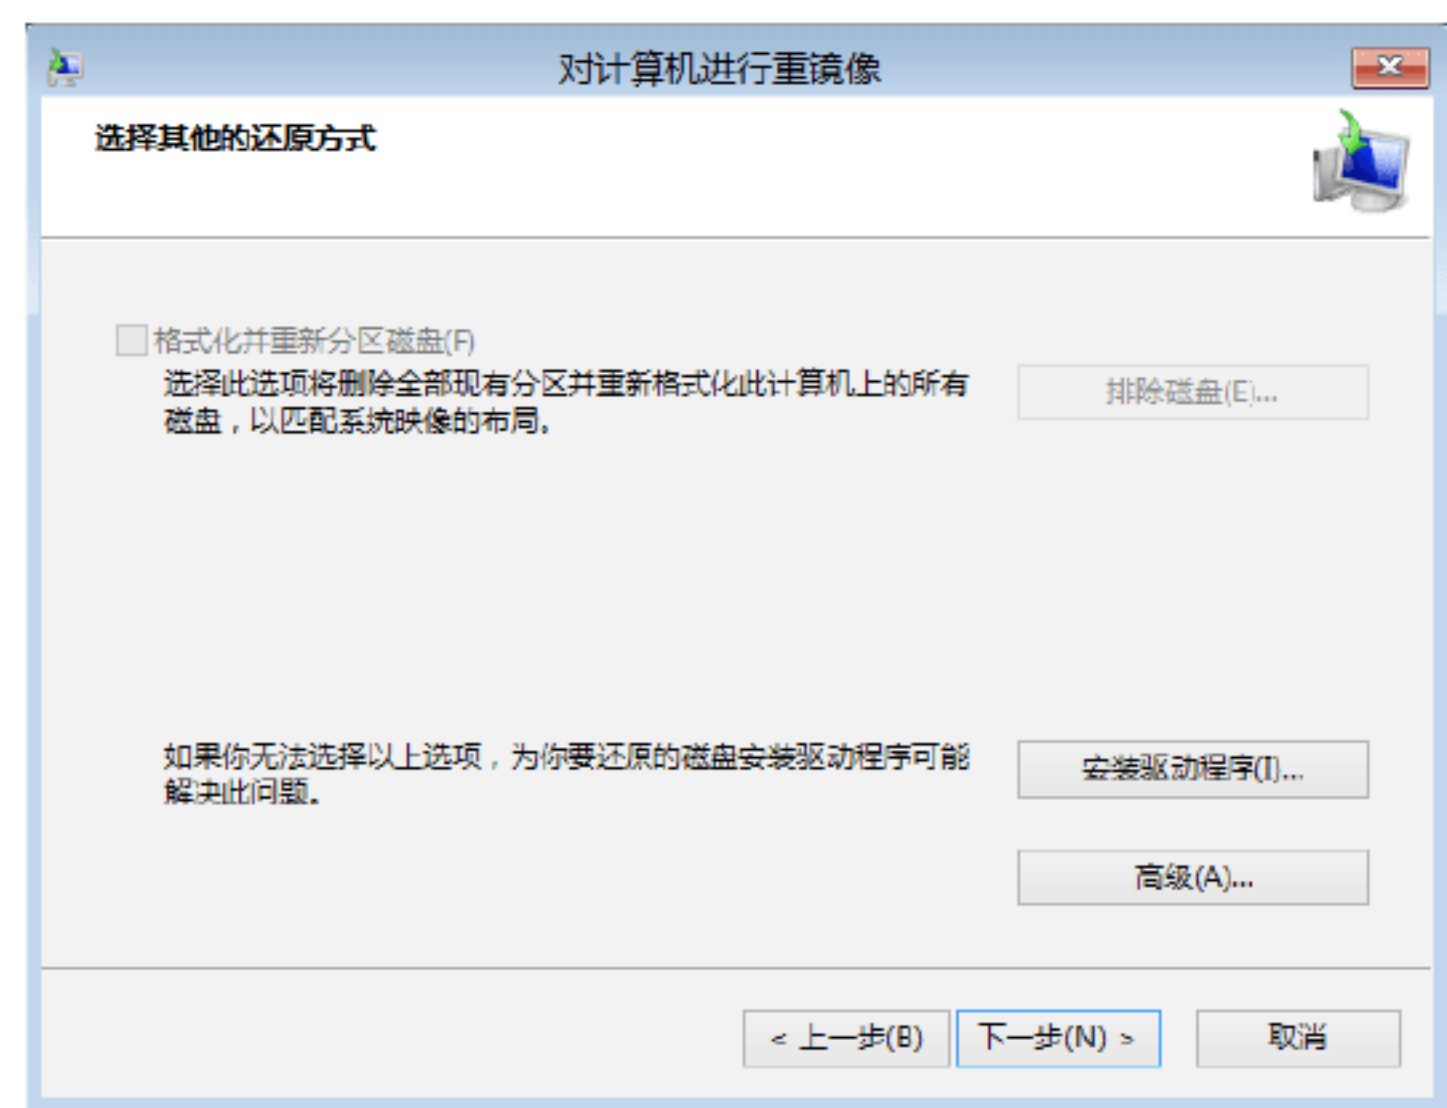 对计算机进行重镜像
选择其他的还原方式
格式化并重新分区磁盘(F)
选择此选项将删除全部现有分区并重新格式化此计算机上的所有
磁盘，以匹配系统映像的布局。
排除磁盘(E)...
如果你无法选择以上选项，为你要还原的磁盘安装驱动程序可能
解决此问题。
安装驱动程序(I)...
高级(A)...
< 上一步(B)
下一步(N) >
取消